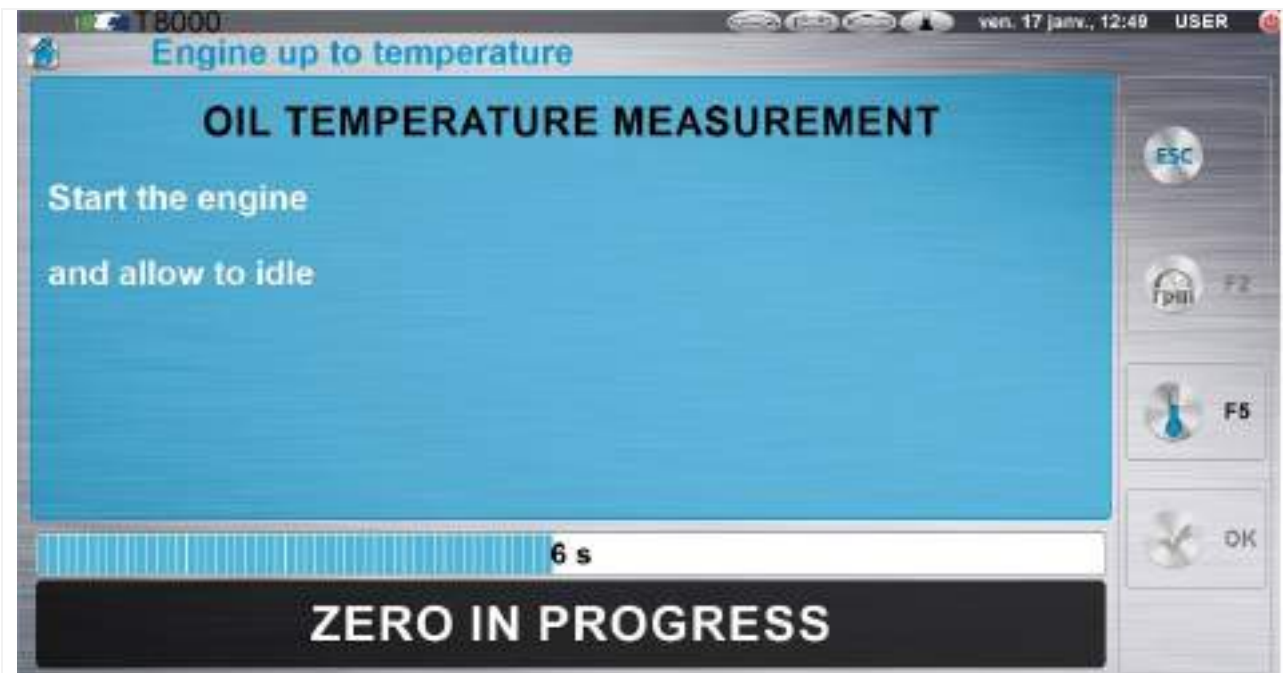 T8000 ven. 17 janv., 12:49 USER
Engine up to temperature
OIL TEMPERATURE MEASUREMENT
ESC
Start the engine
and allow to idle
rpm F2
F5
6 s
OK
ZERO IN PROGRESS